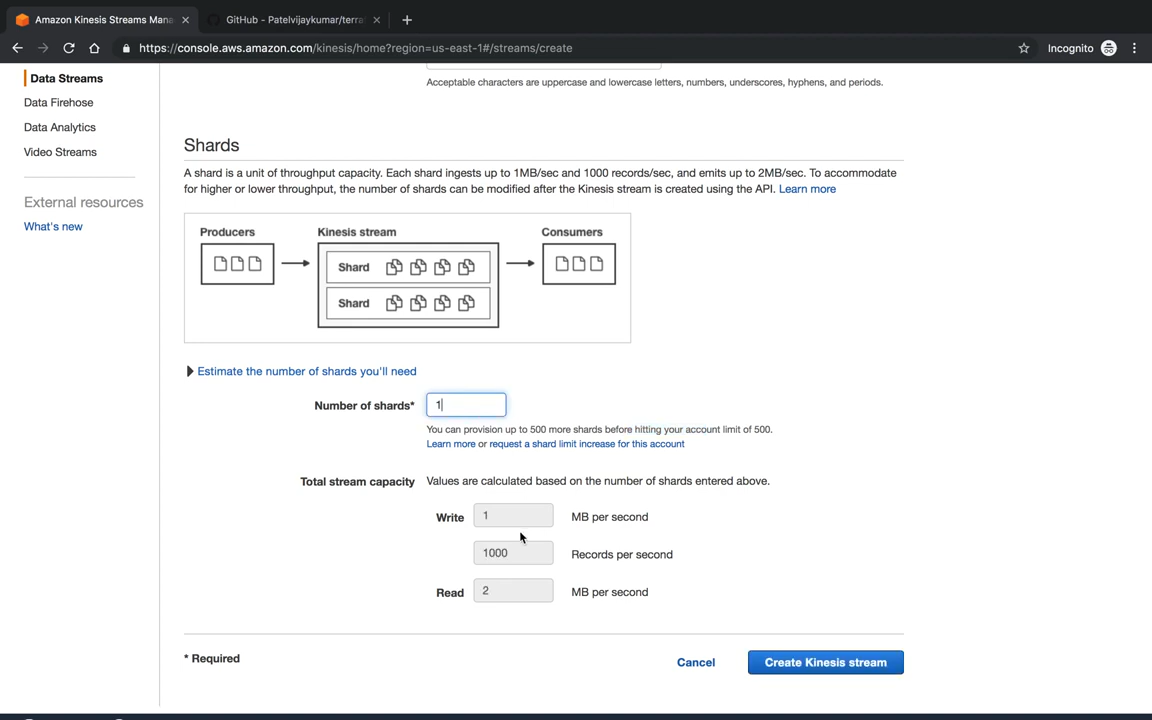 Amazon Kinesis Streams Mana
GitHub - Patelvijaykumar/terra
https://console.aws.amazon.com/kinesis/home?region=us-east-1#/streams/create
Incognito
Data Streams
Data Firehose
Data Analytics
Video Streams
External resources
What's new
Acceptable characters are uppercase and lowercase letters, numbers, underscores, hyphens, and periods.
Shards
A shard is a unit of throughput capacity. Each shard ingests up to 1MB/sec and 1000 records/sec, and emits up to 2MB/sec. To accommodate
for higher or lower throughput, the number of shards can be modified after the Kinesis stream is created using the API. Learn more
Producers
Kinesis stream
Consumers
Shard
Shard
Estimate the number of shards you'll need
Number of shards*
1
You can provision up to 500 more shards before hitting your account limit of 500.
Learn more or request a shard limit increase for this account
Total stream capacity
Values are calculated based on the number of shards entered above.
Write
1
MB per second
1000
Records per second
Read
2
MB per second
* Required
Cancel
Create Kinesis stream